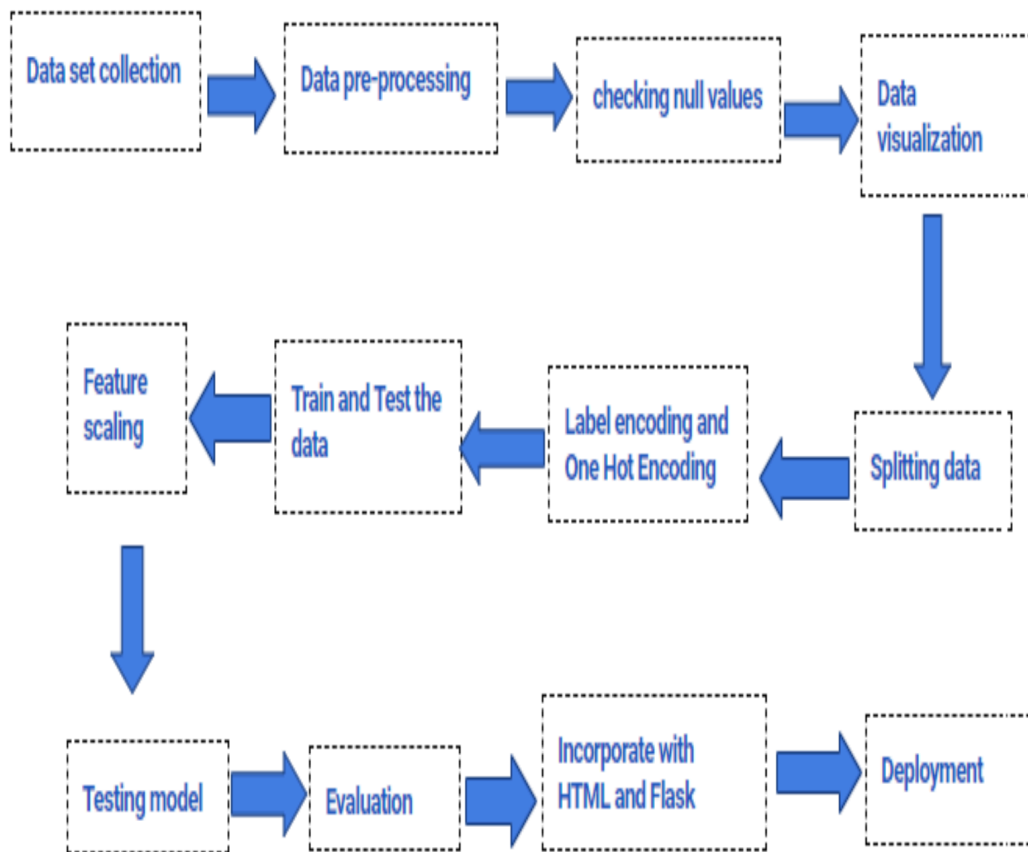 Data set collection
Data pre-processing
checking null values
Data
visualization
Splitting data
Label encoding and
One Hot Encoding
Train and Test the
data
Feature
scaling
Testing model
Evaluation
Incorporate with
HTML and Flask
Deployment